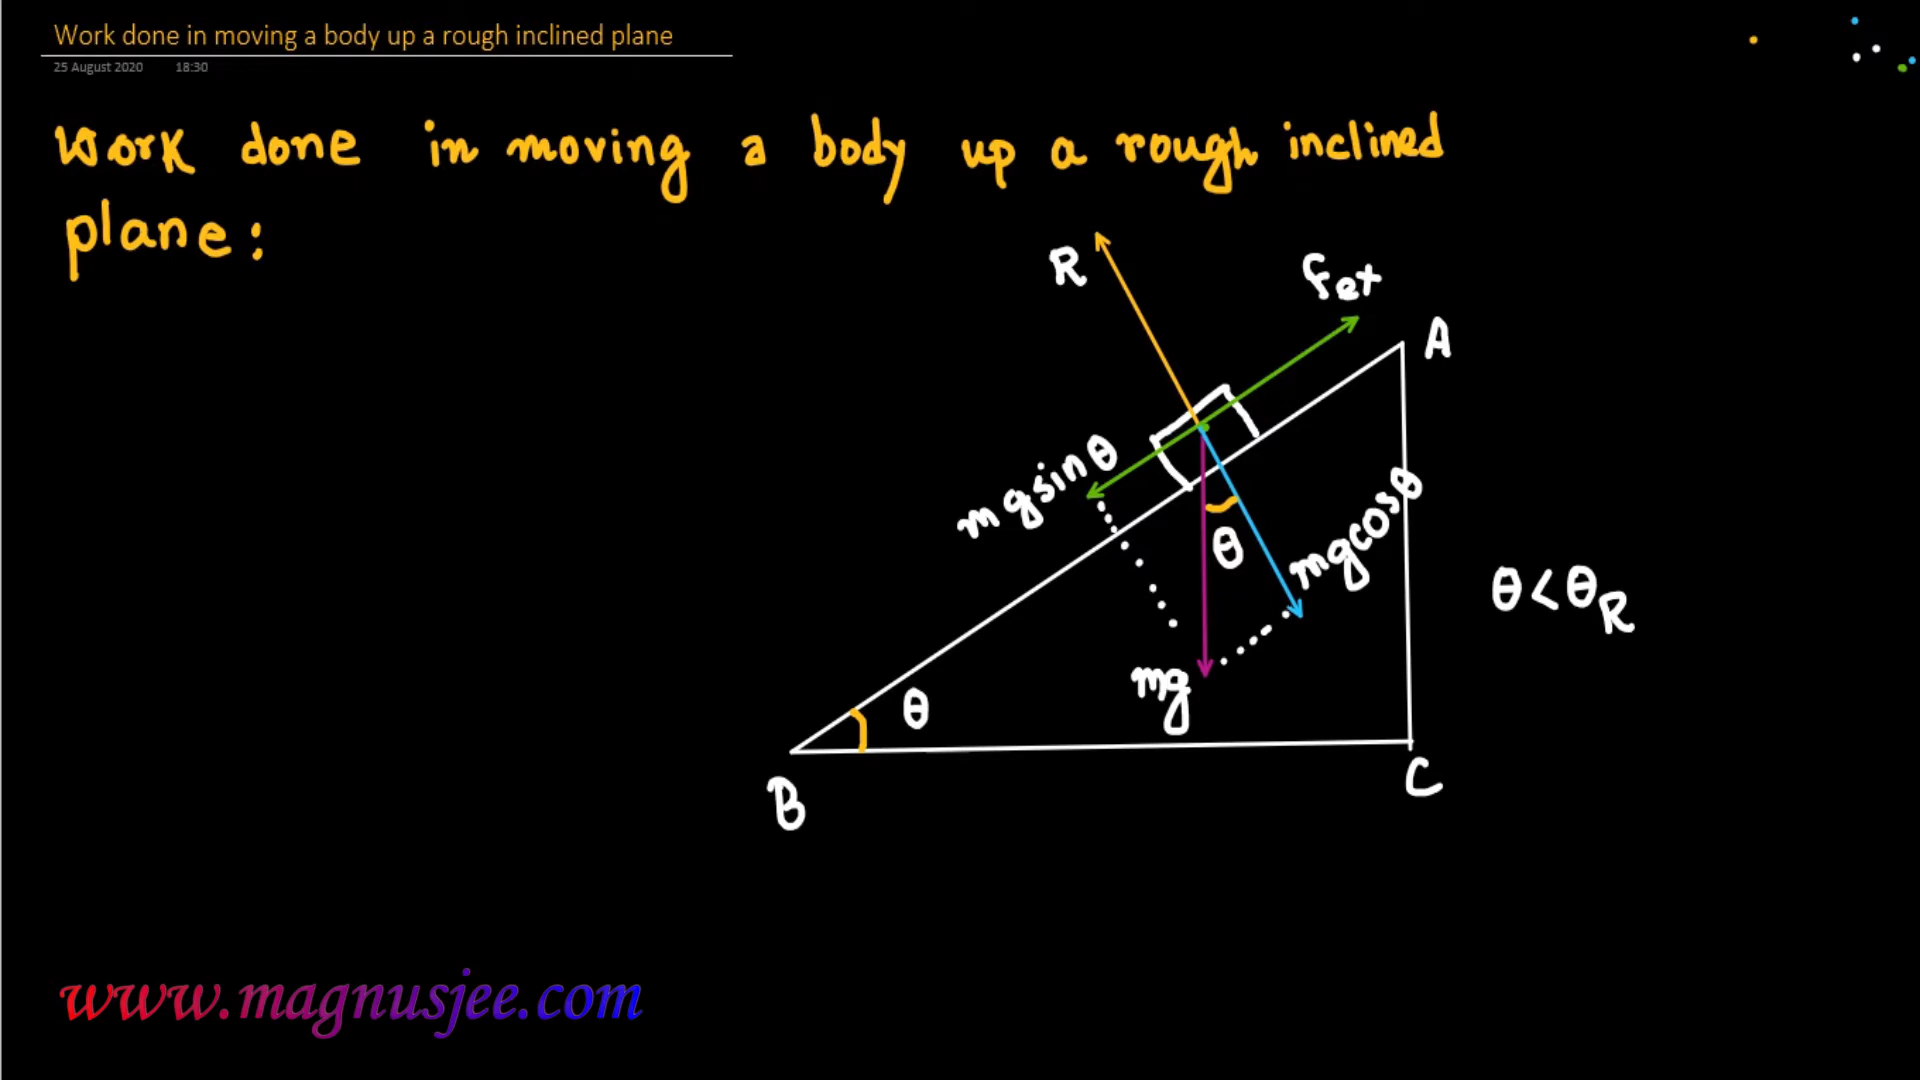 Work done in moving a body up a rough inclined plane
25 August 2020 18:30
Work done in moving a body up a rough inclined
plane:
R
fext
A
mgsinθ
mgcosθ
θ
θ<θR
mg
θ
B
C
www.magnusjee.com